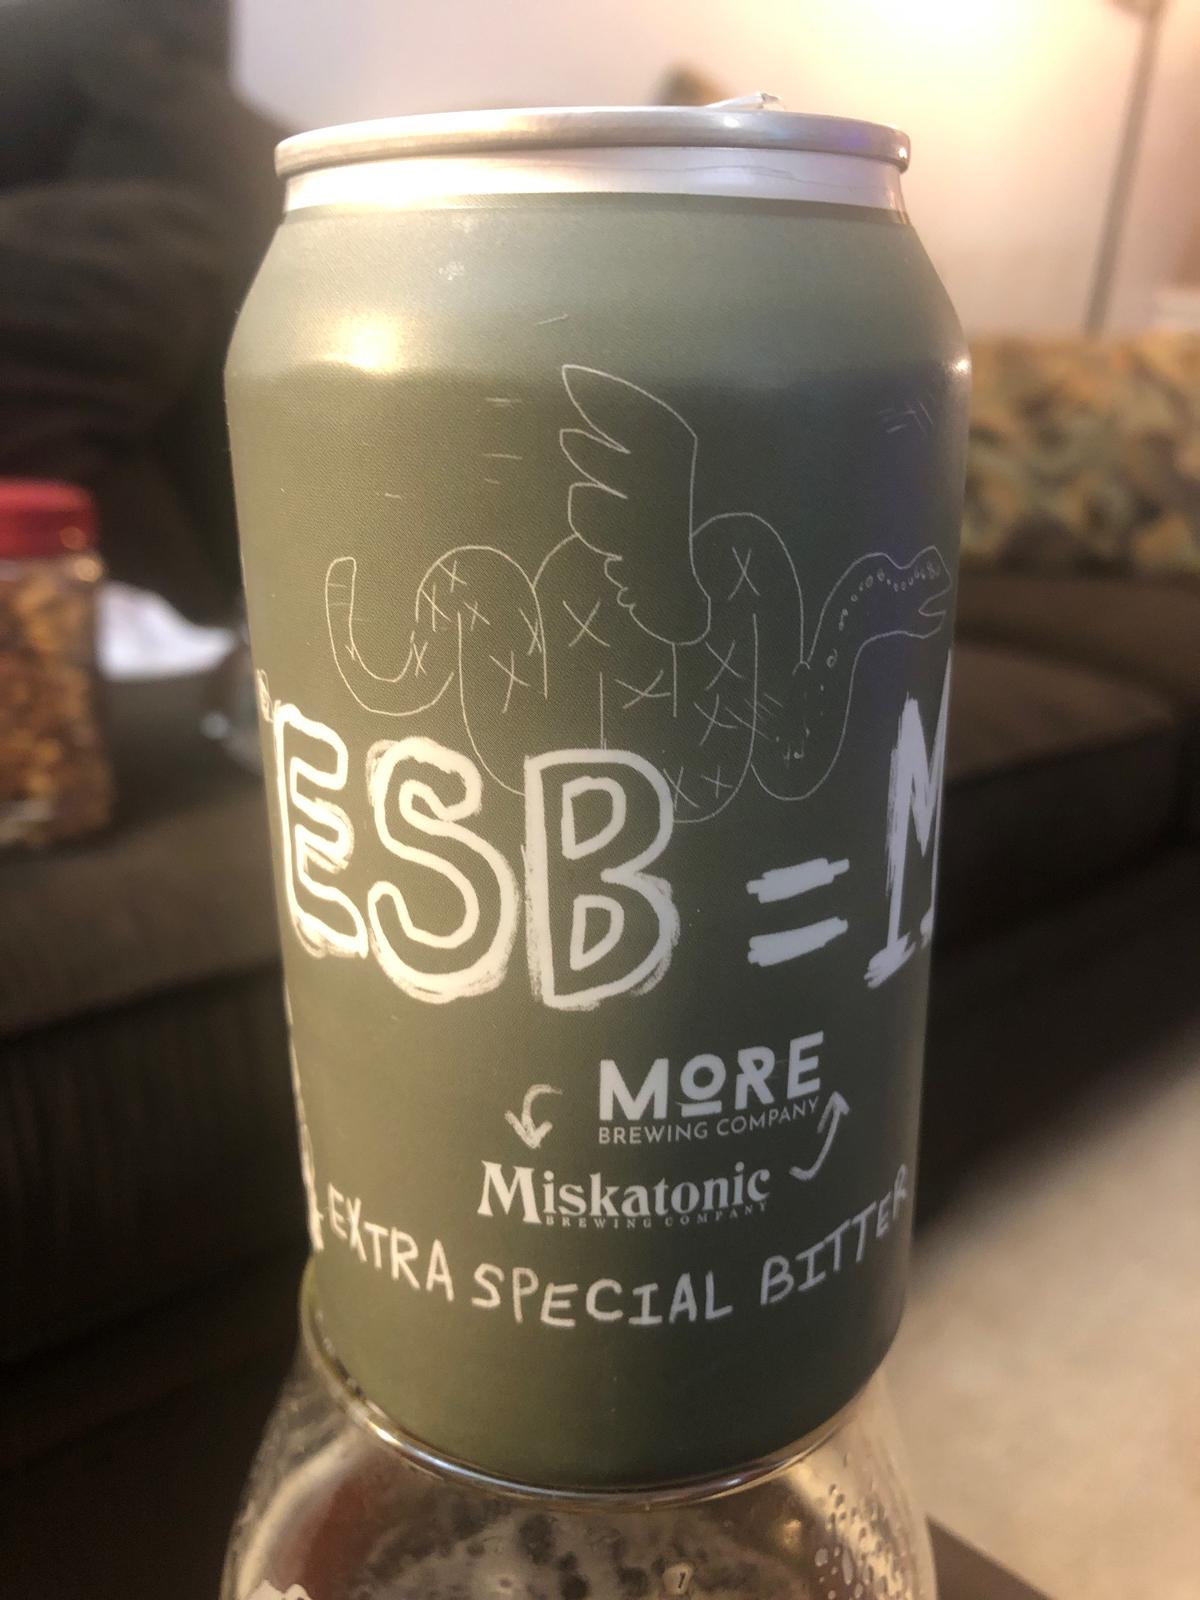 ESB = M
MORE
BREWING COMPANY
Miskatonic
BREWING COMPANY
EXTRA SPECIAL BITTER